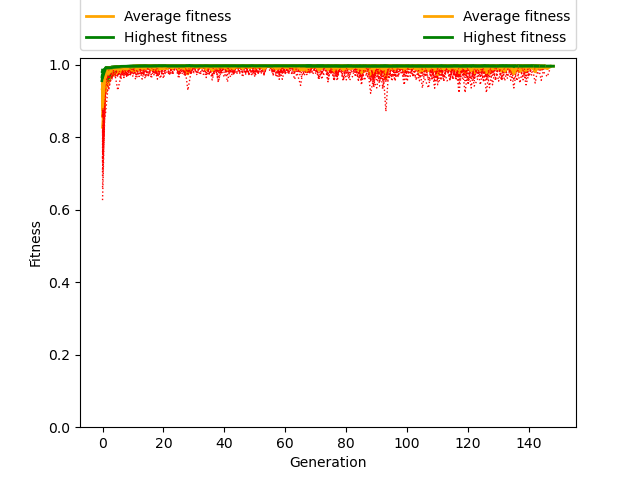 Average fitness Average fitness
Highest fitness Highest fitness
1.0
0.8
0.6
0.4
0.2
0.0
Fitness
0 20 40 60 80 100 120 140
Generation